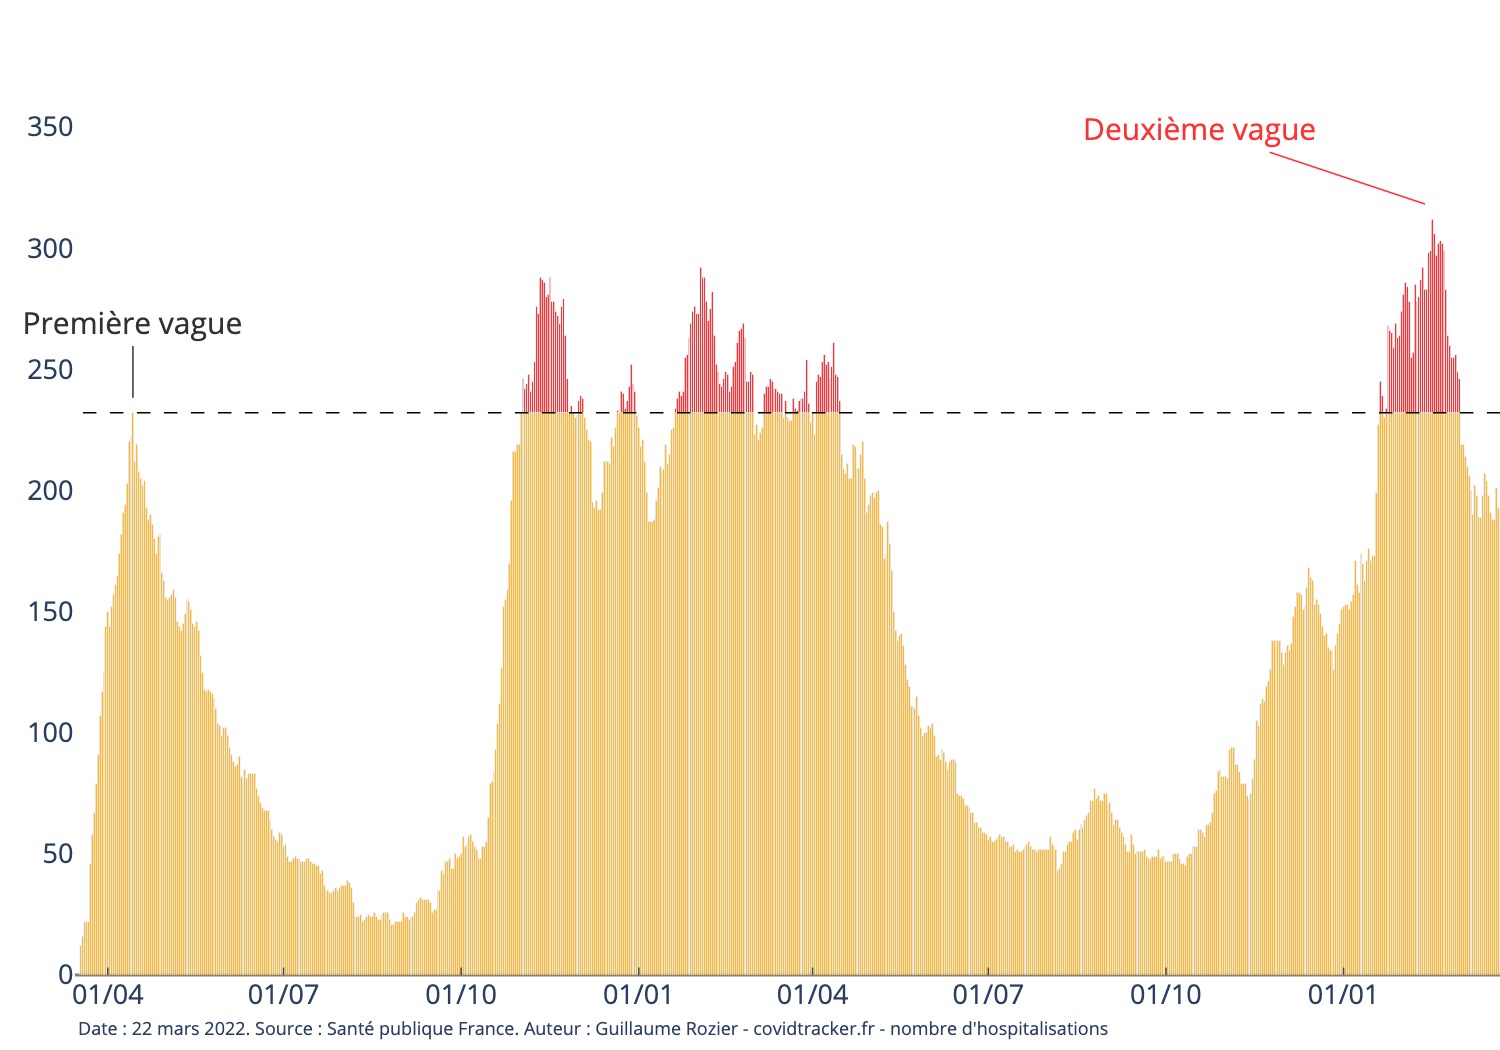 350
Deuxième vague
300
Première vague
250
200
150
100
50
0
01/04 01/07 01/10 01/01 01/04 01/07 01/10 01/01
Date : 22 mars 2022. Source : Santé publique France. Auteur : Guillaume Rozier - covidtracker.fr - nombre d'hospitalisations